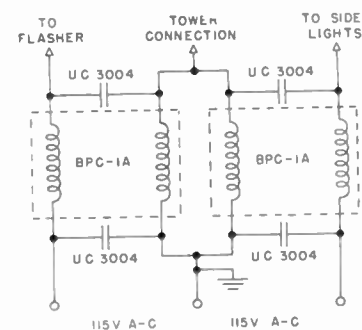 TO
FLASHER
TOWER
CONNECTION
TO SIDE
LIGHTS
UC 3004
UC 3004
BPC-1A
BPC-1A
UC 3004
UC 3004
115V A-C
115V A-C